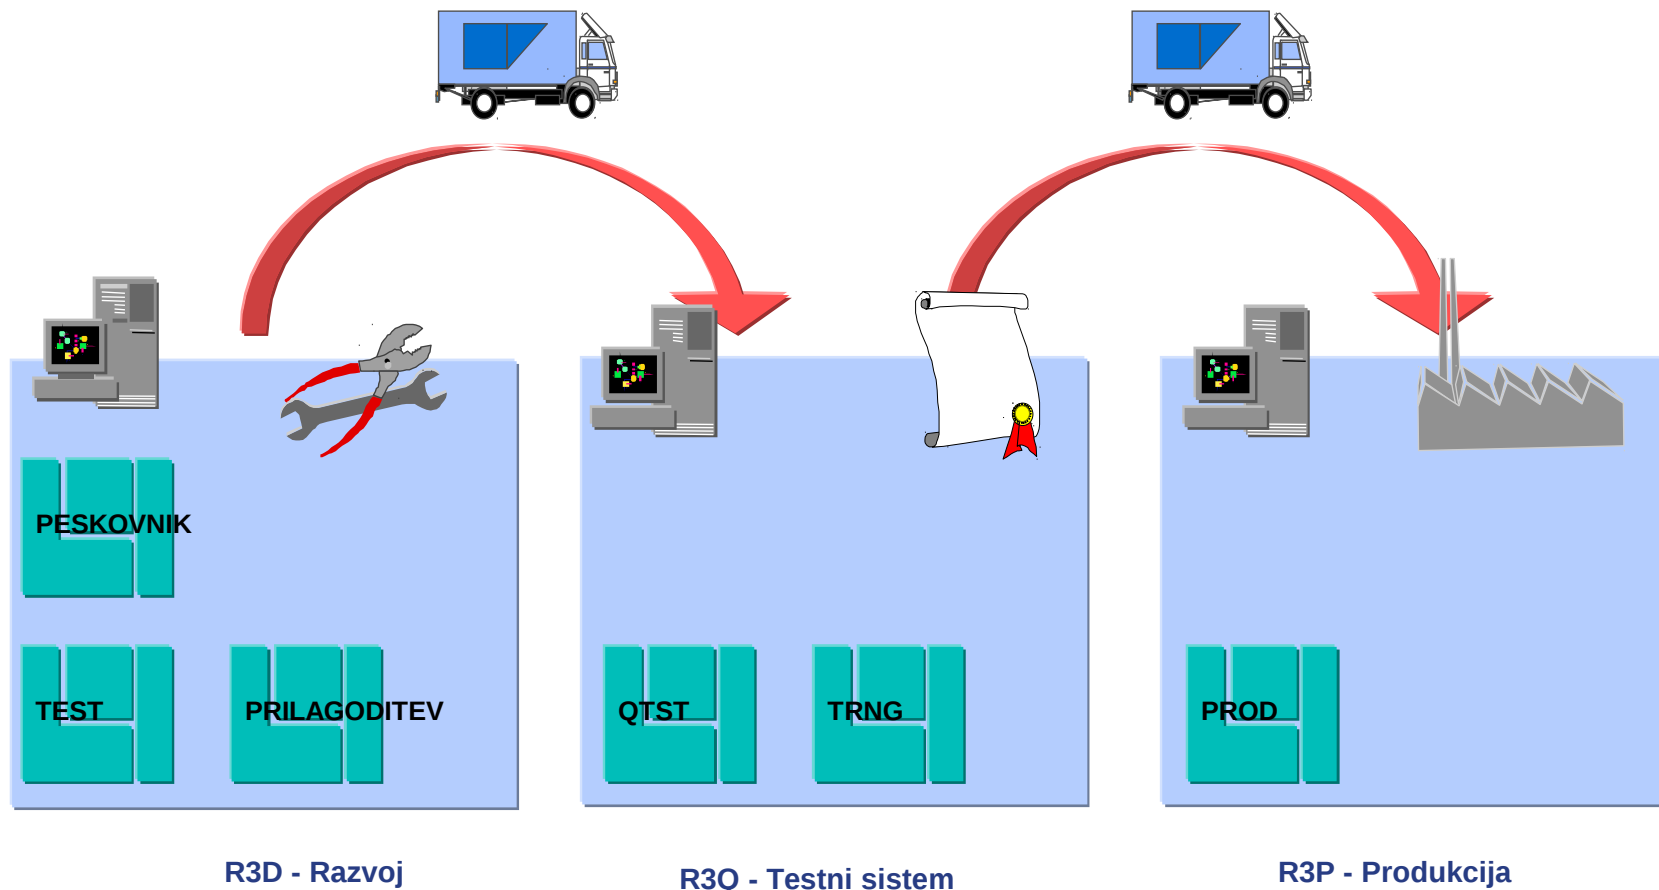 PESKOVNIK
TEST
PRILAGODITEV
QTST
TRNG
PROD
R3D - Razvoj
R3O - Testni sistem
R3P - Produkcija